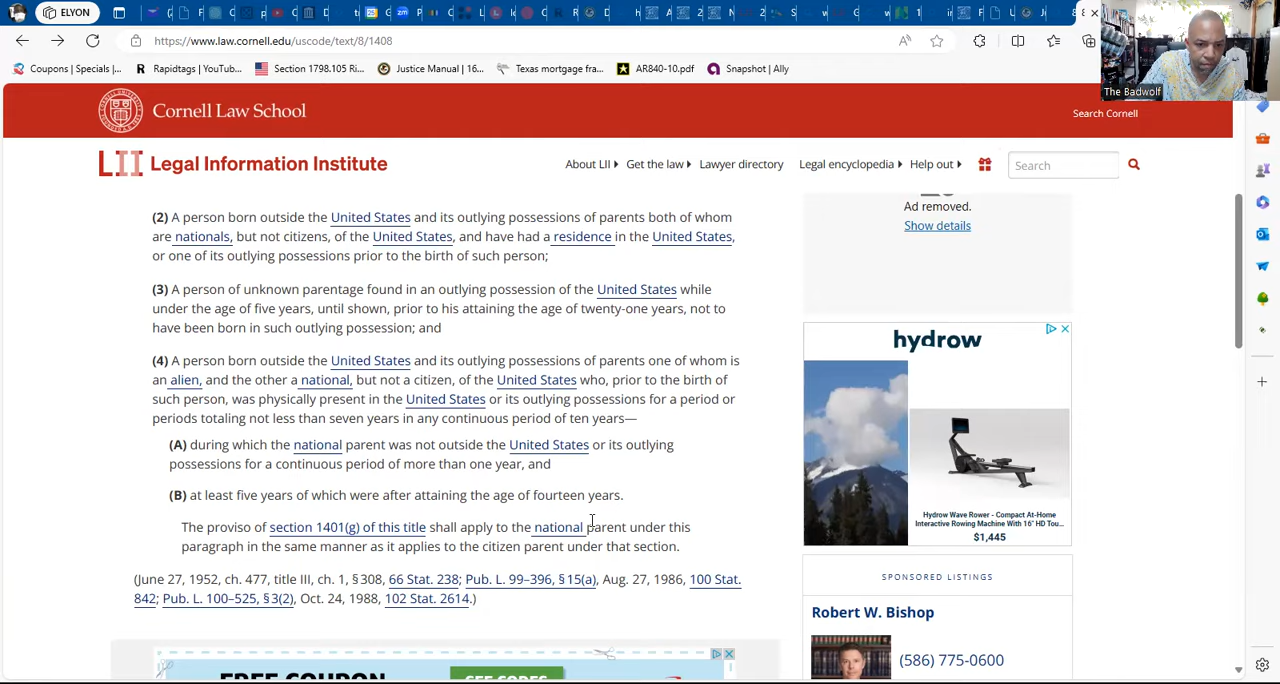 ELYON
https://www.law.cornell.edu/uscode/text/8/1408
Coupons | Specials |...
Rapidtags | YouTub...
Section 1798.105 Ri...
Justice Manual | 16...
Texas mortgage fra...
AR840-10.pdf
Snapshot | Ally
The Badwolf
Cornell Law School
Search Cornell
LII Legal Information Institute
About LII
Get the law
Lawyer directory
Legal encyclopedia
Help out
Search
(2) A person born outside the United States and its outlying possessions of parents both of whom
are nationals, but not citizens, of the United States, and have had a residence in the United States,
or one of its outlying possessions prior to the birth of such person;
(3) A person of unknown parentage found in an outlying possession of the United States while
under the age of five years, until shown, prior to his attaining the age of twenty-one years, not to
have been born in such outlying possession; and
(4) A person born outside the United States and its outlying possessions of parents one of whom is
an alien, and the other a national, but not a citizen, of the United States who, prior to the birth of
such person, was physically present in the United States or its outlying possessions for a period or
periods totaling not less than seven years in any continuous period of ten years—
(A) during which the national parent was not outside the United States or its outlying
possessions for a continuous period of more than one year, and
(B) at least five years of which were after attaining the age of fourteen years.
The proviso of section 1401(g) of this title shall apply to the national parent under this
paragraph in the same manner as it applies to the citizen parent under that section.
(June 27, 1952, ch. 477, title III, ch. 1, § 308, 66 Stat. 238; Pub. L. 99–396, § 15(a), Aug. 27, 1986, 100 Stat.
842; Pub. L. 100–525, § 3(2), Oct. 24, 1988, 102 Stat. 2614.)
Ad removed.
Show details
hydrow
Hydrow Wave Rower - Compact At-Home
Interactive Rowing Machine With 16" HD Tou...
$1,445
SPONSORED LISTINGS
Robert W. Bishop
(586) 775-0600
FREE COUPON
GET CODES